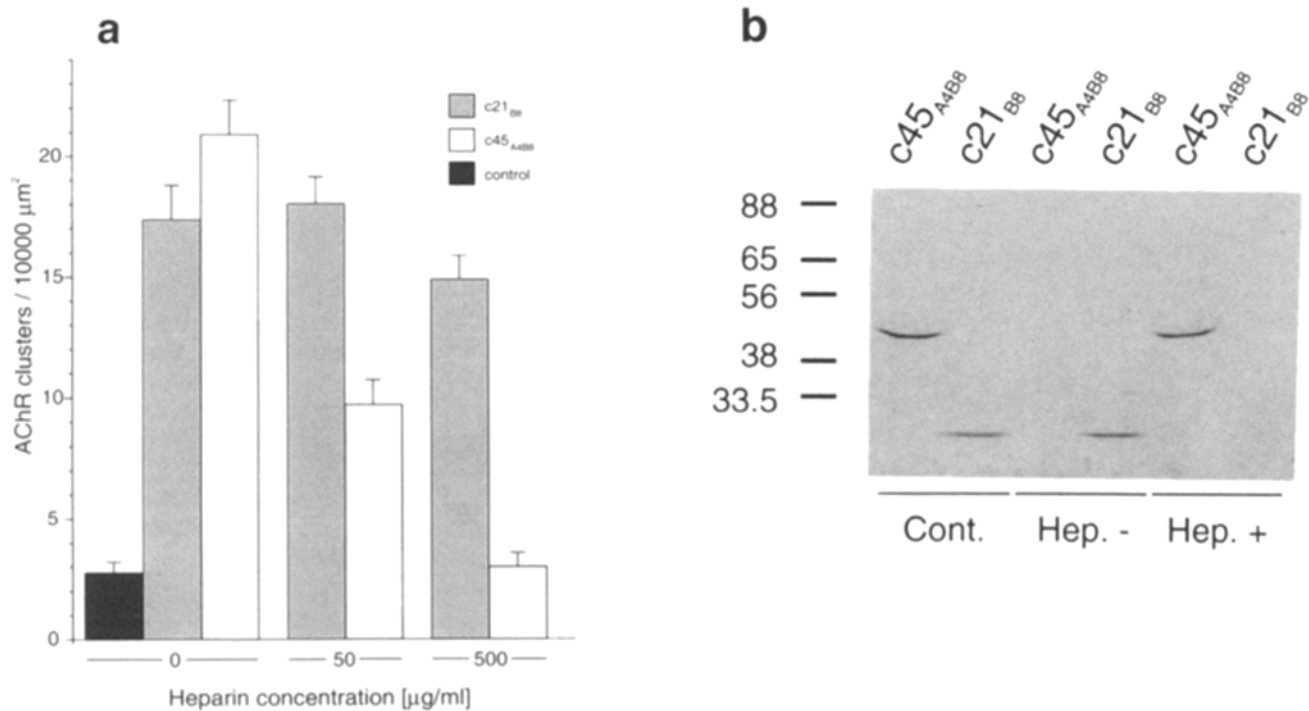 a
AChR clusters / 10000 μm²
20
15
10
5
0
c21B8
c45A4B8
control
0
50
500
Heparin concentration [μg/ml]
b
c45A4B8
c21B8
c45A4B8
c21B8
c45A4B8
c21B8
88
65
56
38
33.5
Cont.
Hep. -
Hep. +